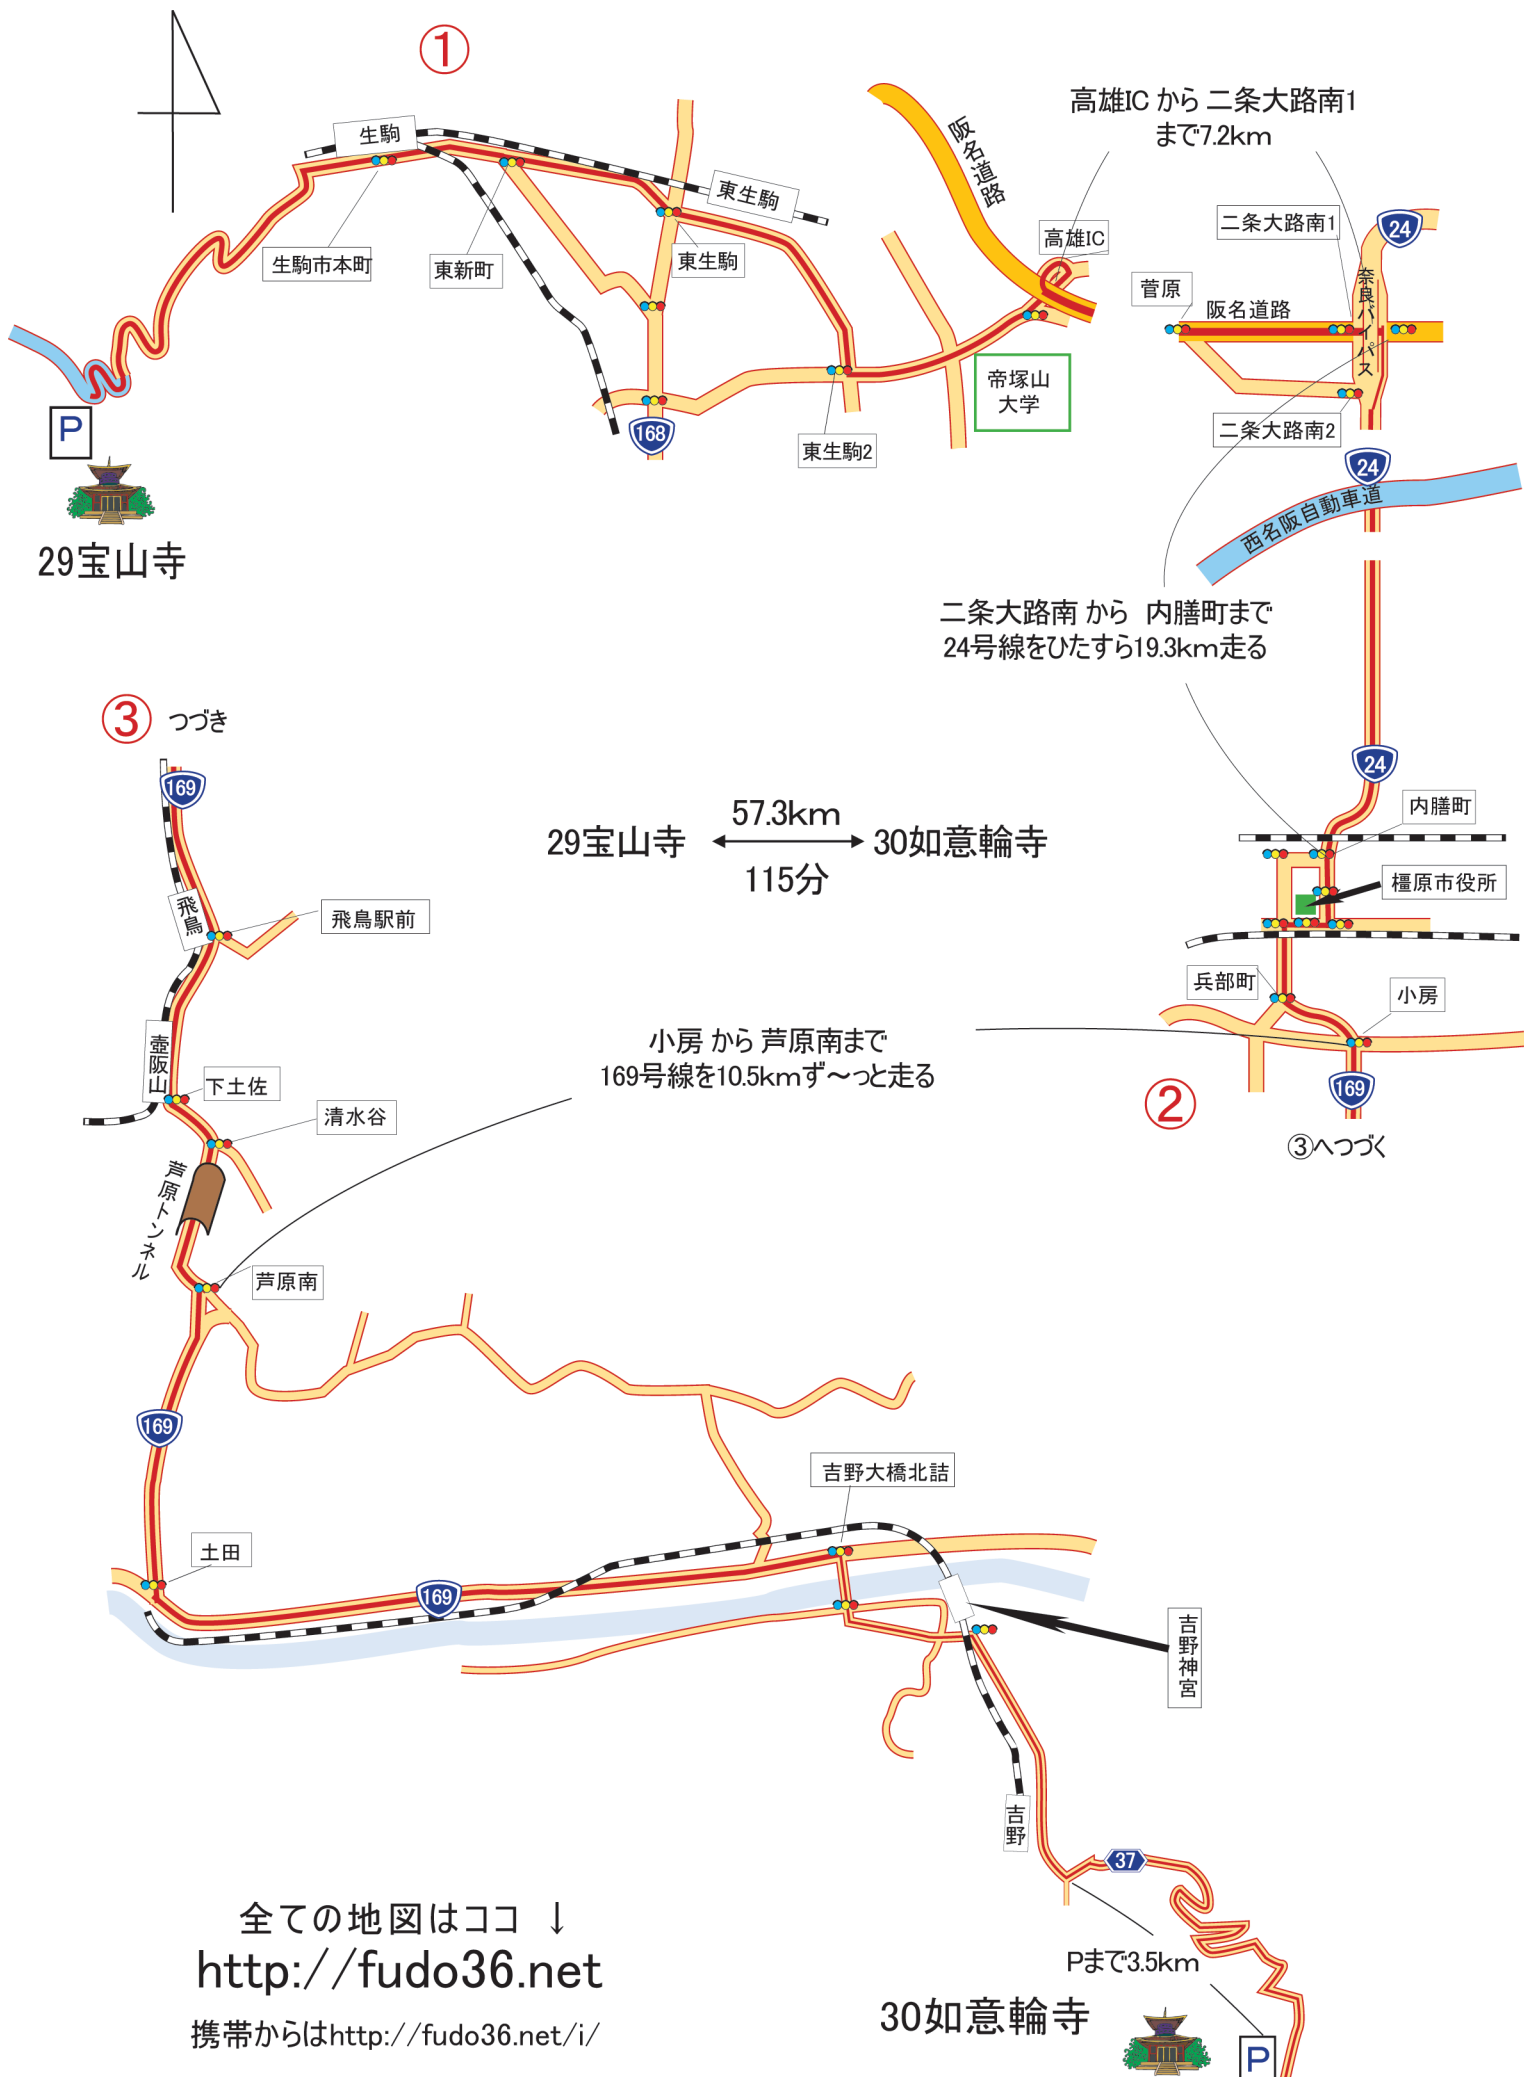 ①
生駒
生駒市本町
東新町
東生駒
東生駒
168
東生駒2
阪名道路
高雄IC
帝塚山
大学
高雄IC から 二条大路南1
まで7.2km
二条大路南1
24
菅原
阪名道路
奈良バイパス
二条大路南2
24
西名阪自動車道
P
29宝山寺
二条大路南 から 内膳町まで
24号線をひたすら19.3km走る
24
内膳町
橿原市役所
兵部町
小房
169
②
③へつづく
29宝山寺
57.3km
115分
30如意輪寺
③ つづき
169
飛鳥
飛鳥駅前
壺阪山
下土佐
清水谷
芦原トンネル
芦原南
小房 から 芦原南まで
169号線を10.5kmず～っと走る
169
土田
169
吉野大橋北詰
吉野神宮
吉野
37
Pまで3.5km
30如意輪寺
P
全ての地図はココ ↓
http://fudo36.net
携帯からはhttp://fudo36.net/i/